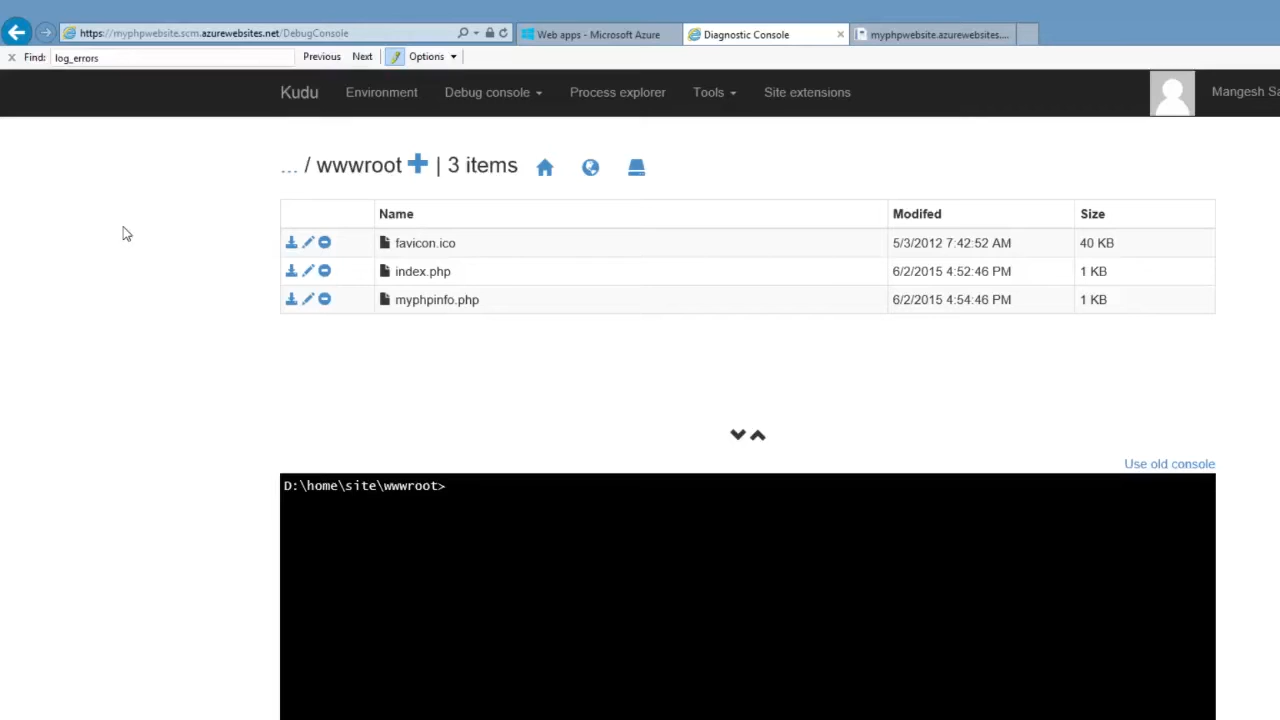 https://myphpwebsite.scm.azurewebsites.net/DebugConsole
Web apps - Microsoft Azure
Diagnostic Console
myphpwebsite.azurewebsites....
Find: log_errors
Previous Next Options
Kudu Environment Debug console Process explorer Tools Site extensions Mangesh Sa
... / wwwroot | 3 items
Name Modifed Size
favicon.ico 5/3/2012 7:42:52 AM 40 KB
index.php 6/2/2015 4:52:46 PM 1 KB
myphpinfo.php 6/2/2015 4:54:46 PM 1 KB
Use old console
D:\home\site\wwwroot>